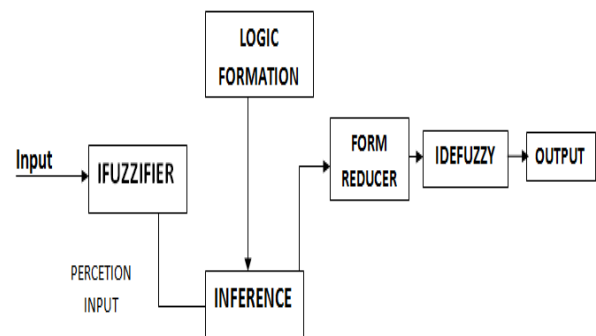 LOGIC
FORMATION
Input
IFUZZIFIER
FORM
REDUCER
IDEFUZZY
OUTPUT
PERCETION
INPUT
INFERENCE